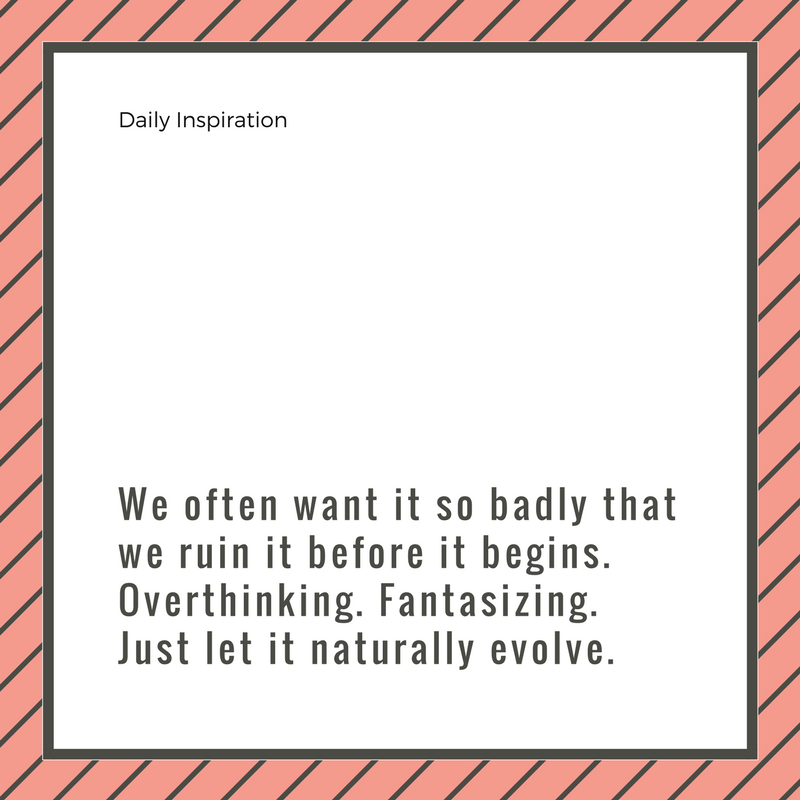 Daily Inspiration
We often want it so badly that
we ruin it before it begins.
Overthinking. Fantasizing.
Just let it naturally evolve.